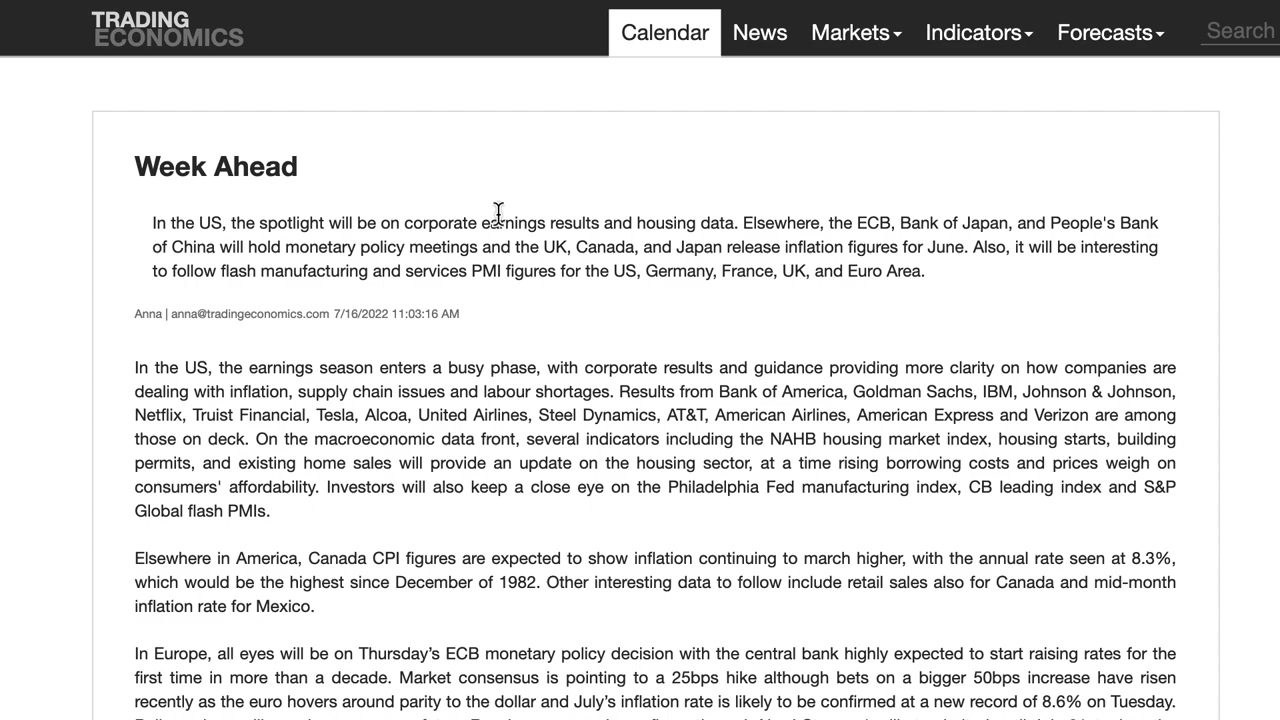 TRADING
ECONOMICS
Calendar News Markets Indicators Forecasts Search
Week Ahead
In the US, the spotlight will be on corporate earnings results and housing data. Elsewhere, the ECB, Bank of Japan, and People's Bank
of China will hold monetary policy meetings and the UK, Canada, and Japan release inflation figures for June. Also, it will be interesting
to follow flash manufacturing and services PMI figures for the US, Germany, France, UK, and Euro Area.
Anna | anna@tradingeconomics.com 7/16/2022 11:03:16 AM
In the US, the earnings season enters a busy phase, with corporate results and guidance providing more clarity on how companies are
dealing with inflation, supply chain issues and labour shortages. Results from Bank of America, Goldman Sachs, IBM, Johnson & Johnson,
Netflix, Truist Financial, Tesla, Alcoa, United Airlines, Steel Dynamics, AT&T, American Airlines, American Express and Verizon are among
those on deck. On the macroeconomic data front, several indicators including the NAHB housing market index, housing starts, building
permits, and existing home sales will provide an update on the housing sector, at a time rising borrowing costs and prices weigh on
consumers' affordability. Investors will also keep a close eye on the Philadelphia Fed manufacturing index, CB leading index and S&P
Global flash PMIs.
Elsewhere in America, Canada CPI figures are expected to show inflation continuing to march higher, with the annual rate seen at 8.3%,
which would be the highest since December of 1982. Other interesting data to follow include retail sales also for Canada and mid-month
inflation rate for Mexico.
In Europe, all eyes will be on Thursday's ECB monetary policy decision with the central bank highly expected to start raising rates for the
first time in more than a decade. Market consensus is pointing to a 25bps hike although bets on a bigger 50bps increase have risen
recently as the euro hovers around parity to the dollar and July's inflation rate is likely to be confirmed at a new record of 8.6% on Tuesday.